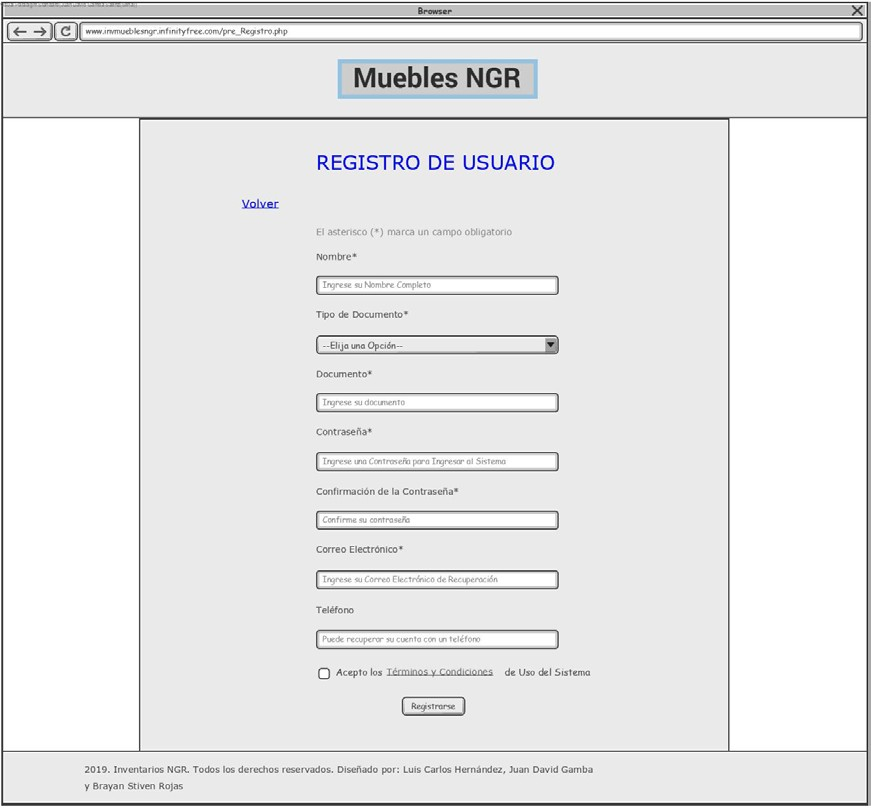 Browser
www.invmueblesngr.infinityfree.com/pre_Registro.php
Muebles NGR
REGISTRO DE USUARIO
Volver
El asterisco (*) marca un campo obligatorio
Nombre*
Ingrese su Nombre Completo
Tipo de Documento*
--Elija una Opción--
Documento*
Ingrese su documento
Contraseña*
Ingrese una Contraseña para Ingresar al Sistema
Confirmación de la Contraseña*
Confirme su contraseña
Correo Electrónico*
Ingrese su Correo Electrónico de Recuperación
Teléfono
Puede recuperar su cuenta con un teléfono
Acepto los Términos y Condiciones de Uso del Sistema
Registrarse
2019. Inventarios NGR. Todos los derechos reservados. Diseñado por: Luis Carlos Hernández, Juan David Gamba
y Brayan Stiven Rojas